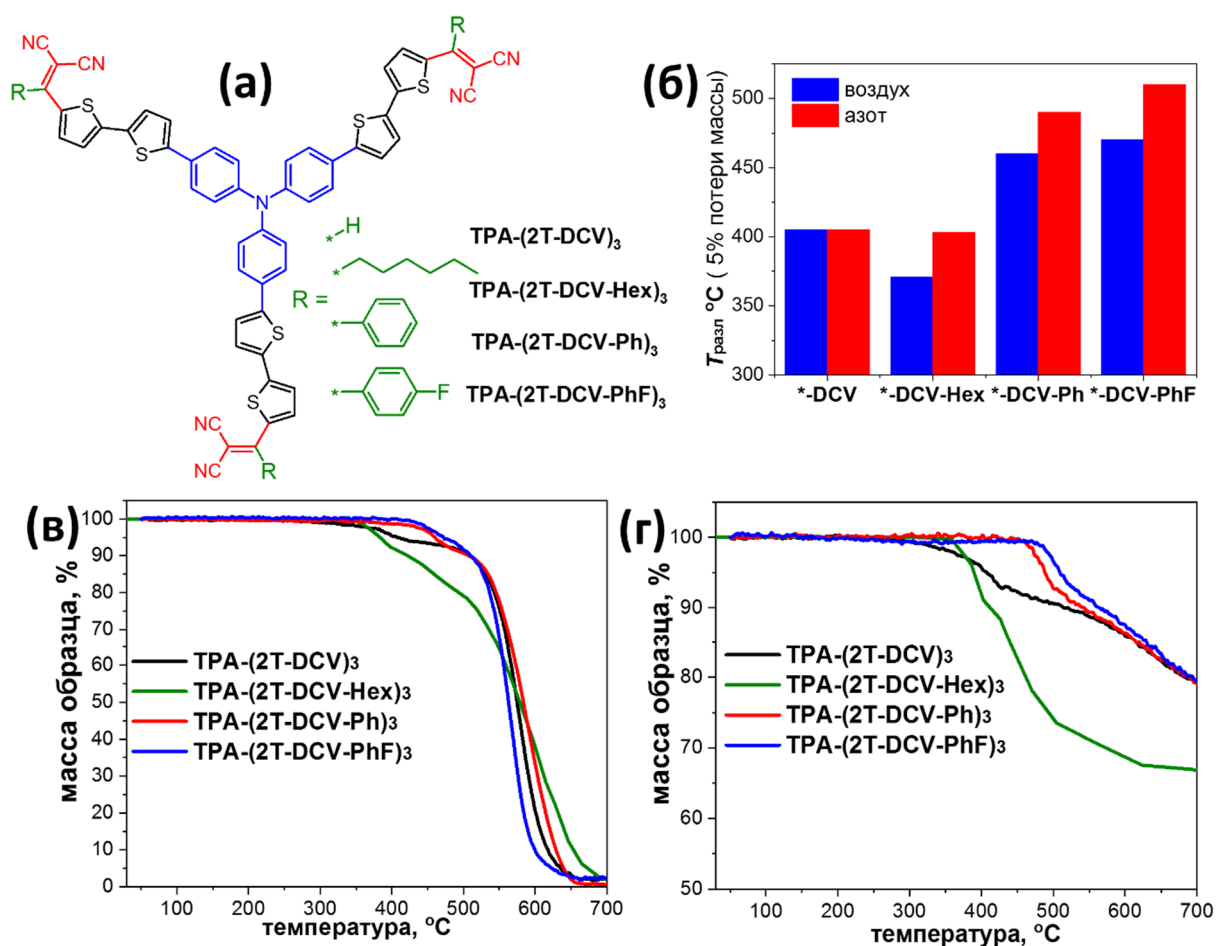 (а)
NC
CN
R
S
S
N
R
CN
NC
S
S
S
S
NC
NC
R
R =
*-H
TPA-(2T-DCV)3
*
TPA-(2T-DCV-Hex)3
*
TPA-(2T-DCV-Ph)3
*
F
TPA-(2T-DCV-PhF)3
(б)
воздух
азот
Tразл °C ( 5% потери массы)
500
450
400
350
300
*-DCV
*-DCV-Hex
*-DCV-Ph
*-DCV-PhF
(в)
масса образца, %
100
90
80
70
60
50
40
30
20
10
0
TPA-(2T-DCV)3
TPA-(2T-DCV-Hex)3
TPA-(2T-DCV-Ph)3
TPA-(2T-DCV-PhF)3
100 200 300 400 500 600 700
температура, °C
(г)
масса образца, %
100
90
80
70
60
50
TPA-(2T-DCV)3
TPA-(2T-DCV-Hex)3
TPA-(2T-DCV-Ph)3
TPA-(2T-DCV-PhF)3
100 200 300 400 500 600 700
температура, °C